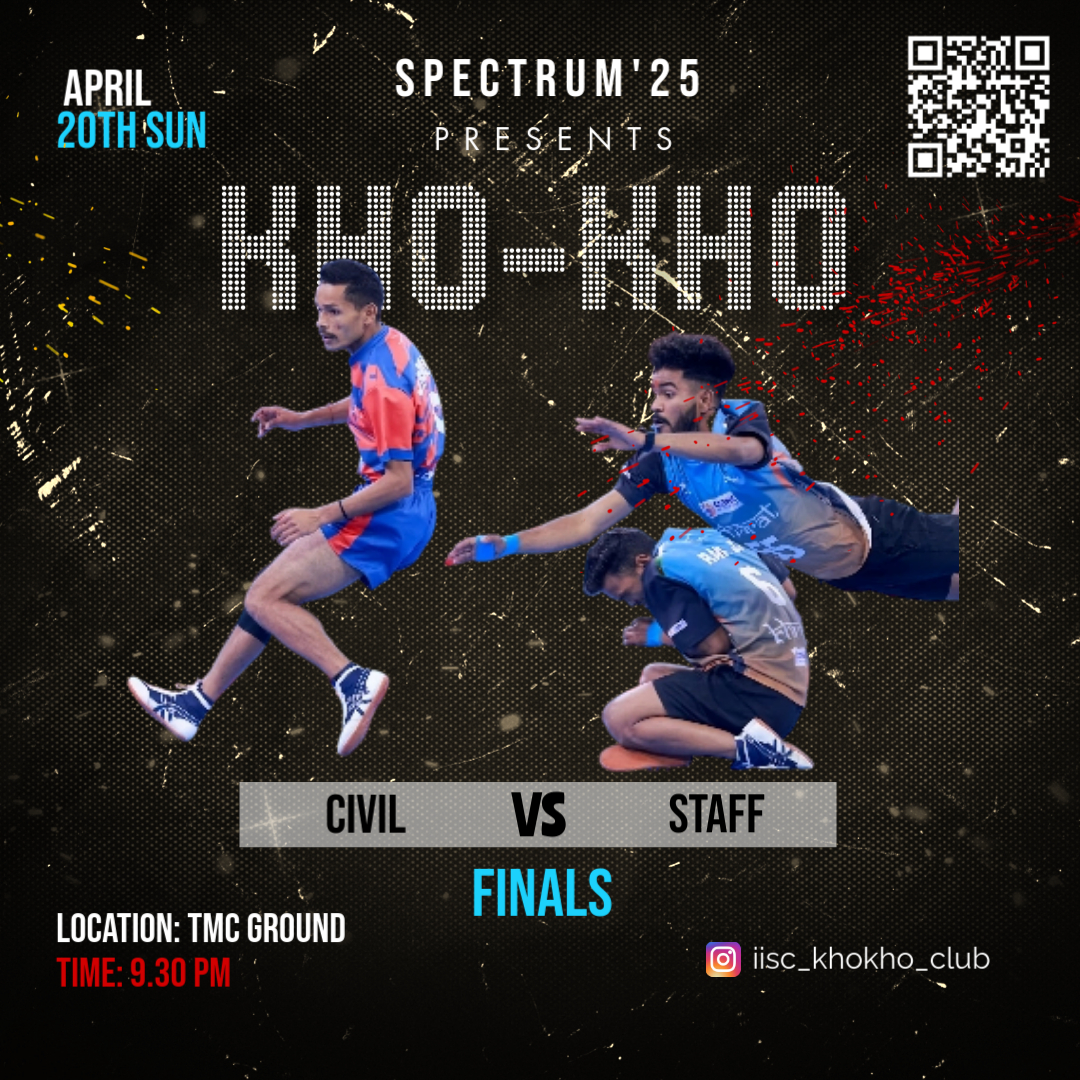 APRIL
20TH SUN
SPECTRUM'25
PRESENTS
KHO-KHO
6
CIVIL VS STAFF
FINALS
LOCATION: TMC GROUND
TIME: 9.30 PM
iisc_khokho_club